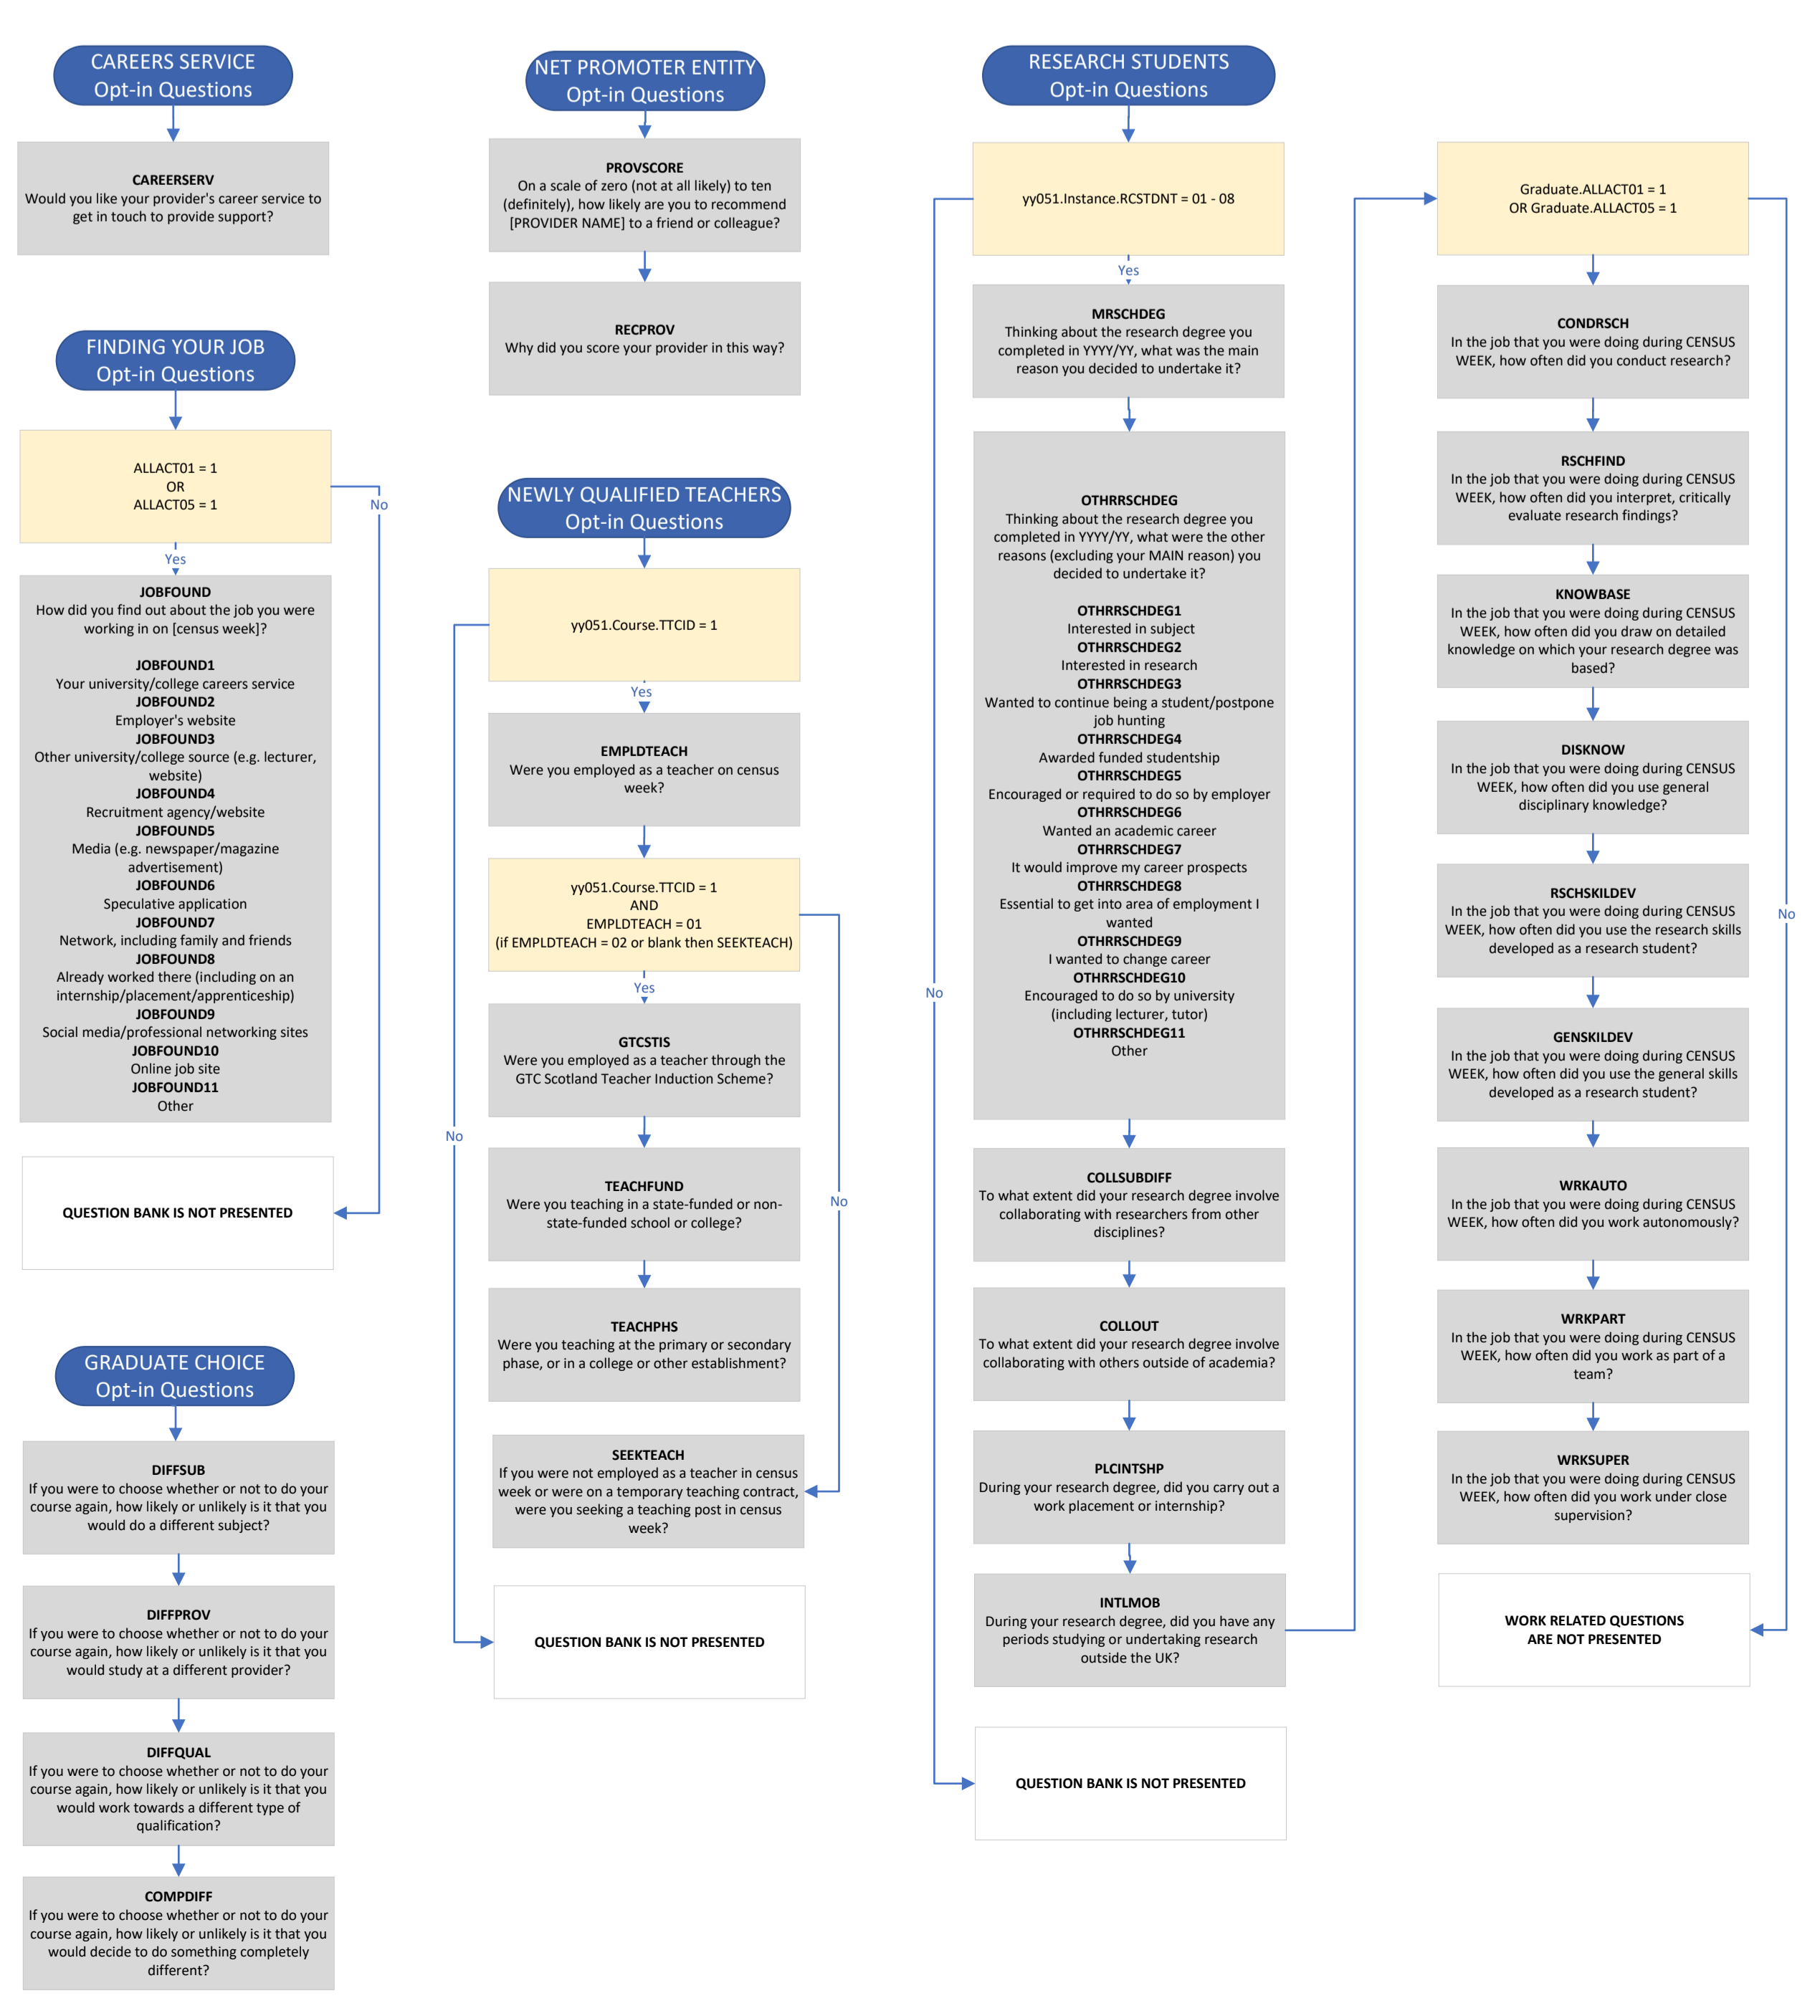 CAREERS SERVICE
Opt-in Questions
CAREERSERV
Would you like your provider's career service to
get in touch to provide support?
FINDING YOUR JOB
Opt-in Questions
ALLACT01 = 1
OR
ALLACT05 = 1
No
Yes
JOBFOUND
How did you find out about the job you were
working in on [census week]?
JOBFOUND1
Your university/college careers service
JOBFOUND2
Employer's website
JOBFOUND3
Other university/college source (e.g. lecturer,
website)
JOBFOUND4
Recruitment agency/website
JOBFOUND5
Media (e.g. newspaper/magazine
advertisement)
JOBFOUND6
Speculative application
JOBFOUND7
Network, including family and friends
JOBFOUND8
Already worked there (including on an
internship/placement/apprenticeship)
JOBFOUND9
Social media/professional networking sites
JOBFOUND10
Online job site
JOBFOUND11
Other
QUESTION BANK IS NOT PRESENTED
GRADUATE CHOICE
Opt-in Questions
DIFFSUB
If you were to choose whether or not to do your
course again, how likely or unlikely is it that you
would do a different subject?
DIFFPROV
If you were to choose whether or not to do your
course again, how likely or unlikely is it that you
would study at a different provider?
DIFFQUAL
If you were to choose whether or not to do your
course again, how likely or unlikely is it that you
would work towards a different type of
qualification?
COMPDIFF
If you were to choose whether or not to do your
course again, how likely or unlikely is it that you
would decide to do something completely
different?
NET PROMOTER ENTITY
Opt-in Questions
PROVSCORE
On a scale of zero (not at all likely) to ten
(definitely), how likely are you to recommend
[PROVIDER NAME] to a friend or colleague?
RECPROV
Why did you score your provider in this way?
NEWLY QUALIFIED TEACHERS
Opt-in Questions
yy051.Course.TTCID = 1
Yes
EMPLDTEACH
Were you employed as a teacher on census
week?
yy051.Course.TTCID = 1
AND
EMPLDTEACH = 01
(if EMPLDTEACH = 02 or blank then SEEKTEACH)
Yes
GTCSTIS
Were you employed as a teacher through the
GTC Scotland Teacher Induction Scheme?
No
TEACHFUND
Were you teaching in a state-funded or non-
state-funded school or college?
No
TEACHPHS
Were you teaching at the primary or secondary
phase, or in a college or other establishment?
SEEKTEACH
If you were not employed as a teacher in census
week or were on a temporary teaching contract,
were you seeking a teaching post in census
week?
QUESTION BANK IS NOT PRESENTED
RESEARCH STUDENTS
Opt-in Questions
yy051.Instance.RCSTDNT = 01 - 08
Yes
MRSCHDEG
Thinking about the research degree you
completed in YYYY/YY, what was the main
reason you decided to undertake it?
OTHRRSCHDEG
Thinking about the research degree you
completed in YYYY/YY, what were the other
reasons (excluding your MAIN reason) you
decided to undertake it?
OTHRRSCHDEG1
Interested in subject
OTHRRSCHDEG2
Interested in research
OTHRRSCHDEG3
Wanted to continue being a student/postpone
job hunting
OTHRRSCHDEG4
Awarded funded studentship
OTHRRSCHDEG5
Encouraged or required to do so by employer
OTHRRSCHDEG6
Wanted an academic career
OTHRRSCHDEG7
It would improve my career prospects
OTHRRSCHDEG8
Essential to get into area of employment I
wanted
OTHRRSCHDEG9
I wanted to change career
OTHRRSCHDEG10
Encouraged to do so by university
(including lecturer, tutor)
OTHRRSCHDEG11
Other
No
COLLSUBDIFF
To what extent did your research degree involve
collaborating with researchers from other
disciplines?
COLLOUT
To what extent did your research degree involve
collaborating with others outside of academia?
PLCINTSHP
During your research degree, did you carry out a
work placement or internship?
INTLMOB
During your research degree, did you have any
periods studying or undertaking research
outside the UK?
QUESTION BANK IS NOT PRESENTED
Graduate.ALLACT01 = 1
OR Graduate.ALLACT05 = 1
CONDRSCH
In the job that you were doing during CENSUS
WEEK, how often did you conduct research?
RSCHFIND
In the job that you were doing during CENSUS
WEEK, how often did you interpret, critically
evaluate research findings?
KNOWBASE
In the job that you were doing during CENSUS
WEEK, how often did you draw on detailed
knowledge on which your research degree was
based?
DISKNOW
In the job that you were doing during CENSUS
WEEK, how often did you use general
disciplinary knowledge?
RSCHSKILDEV
In the job that you were doing during CENSUS
WEEK, how often did you use the research skills
developed as a research student?
No
GENSKILDEV
In the job that you were doing during CENSUS
WEEK, how often did you use the general skills
developed as a research student?
WRKAUTO
In the job that you were doing during CENSUS
WEEK, how often did you work autonomously?
WRKPART
In the job that you were doing during CENSUS
WEEK, how often did you work as part of a
team?
WRKSUPER
In the job that you were doing during CENSUS
WEEK, how often did you work under close
supervision?
WORK RELATED QUESTIONS
ARE NOT PRESENTED